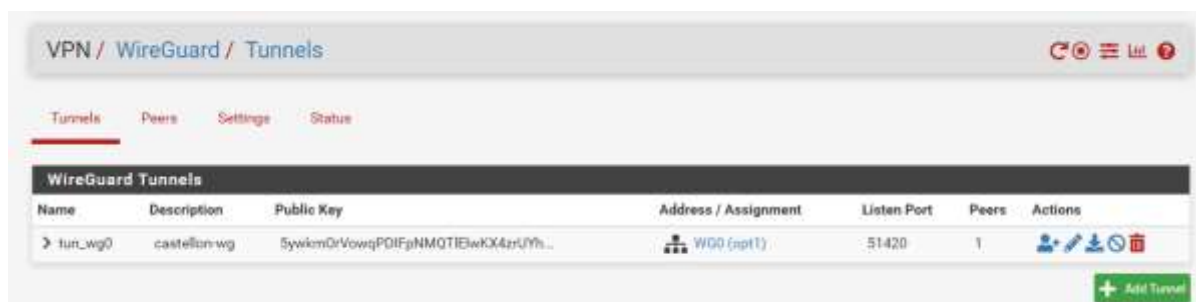 VPN / WireGuard / Tunnels
Tunnels Peers Settings Status
WireGuard Tunnels
Name Description Public Key Address / Assignment Listen Port Peers Actions
tun_wg0 castellon-wg WG0 (opt1) 51420 1
Add Tunnel